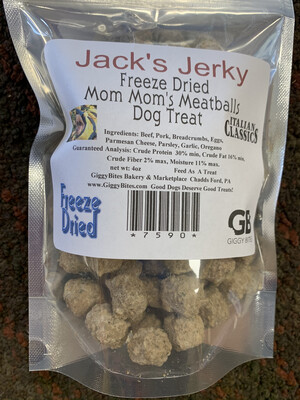 Jack's Jerky
Freeze Dried
Mom Mom's Meatballs
Dog Treat
ITALIAN
CLASSICS
Ingredients: Beef, Pork, Breadcrumbs, Eggs,
Parmesan Cheese, Parsley, Garlic, Oregano
Guaranteed Analysis: Crude Protein 30% min, Crude Fat 16% min,
Crude Fiber 2% max, Moisture 11% max.
net wt: 4oz Feed As A Treat
GiggyBites Bakery & Marketplace Chadds Ford, PA
www.GiggyBites.com Good Dogs Deserve Good Treats!
Freeze
Dried
*7590*
GB
GIGGY BITES